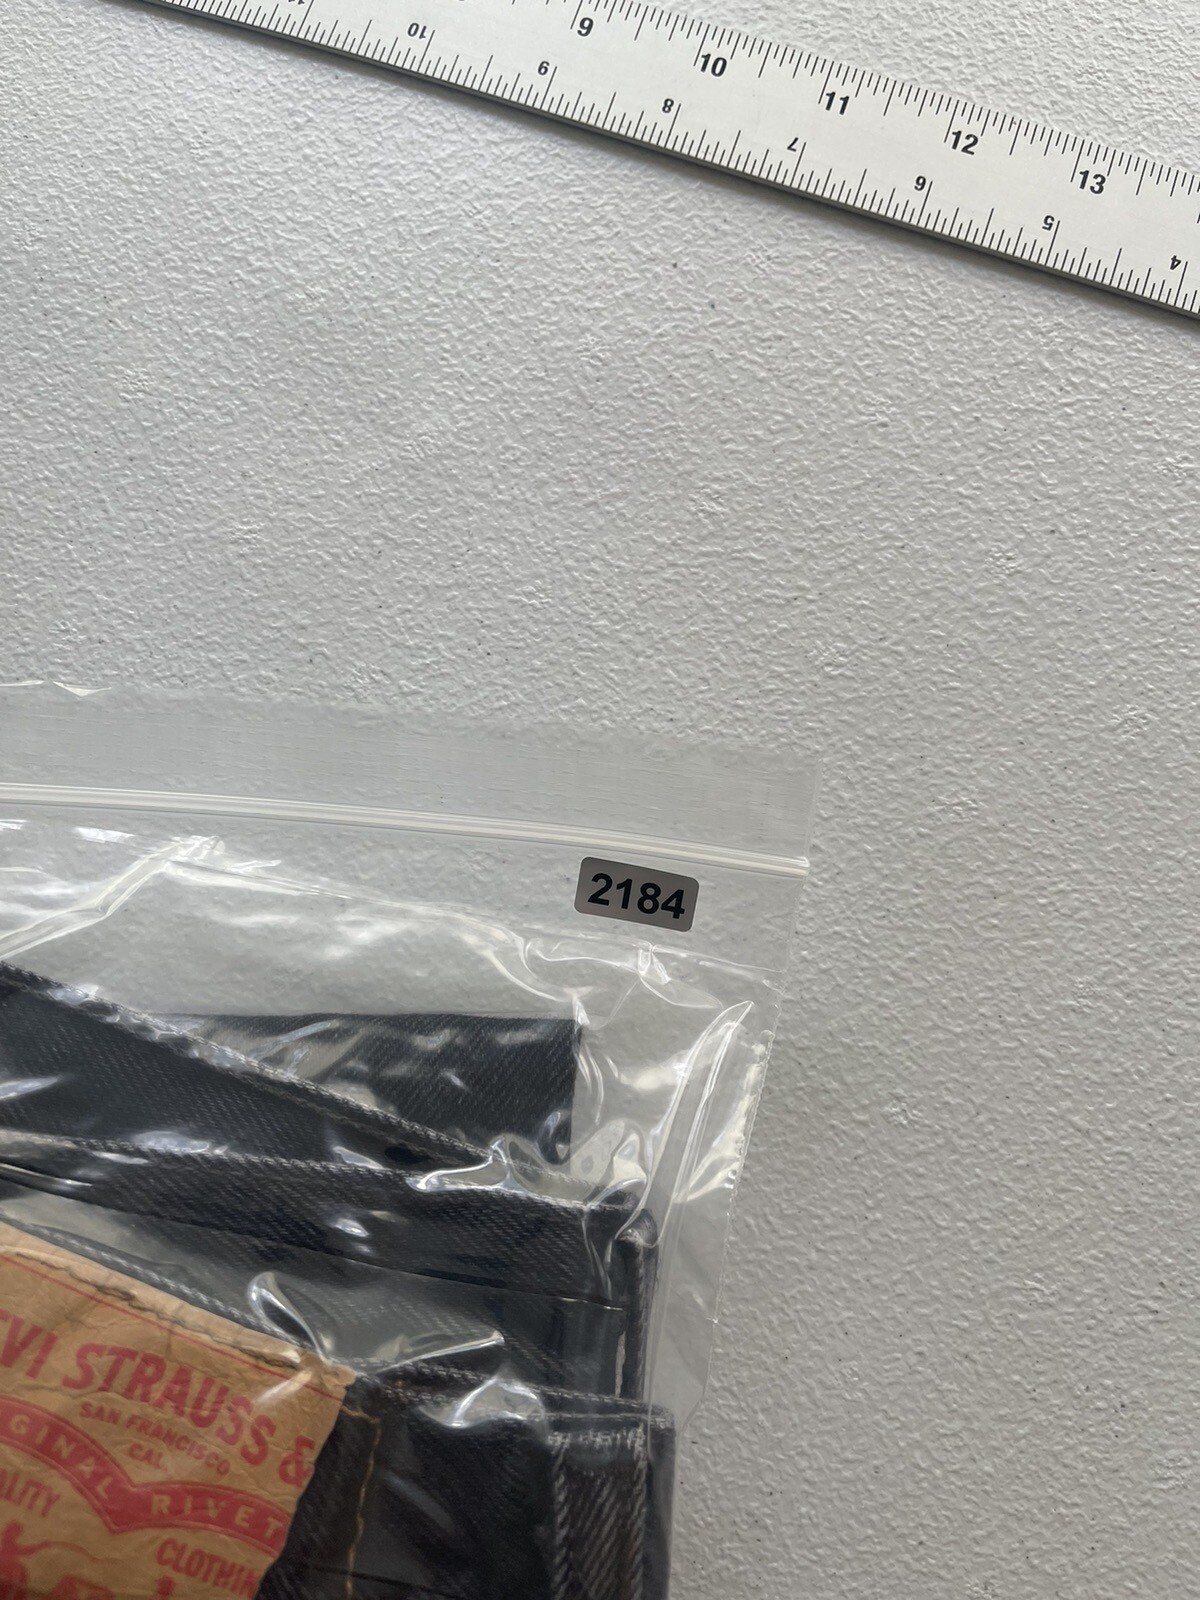 9 10 11 12 13
11 10 9 8 7 6 5 4
2184
VI STRAUSS &
SAN FRANCISCO
CAL
GINAL RIVET
ALITY
CLOTHIN